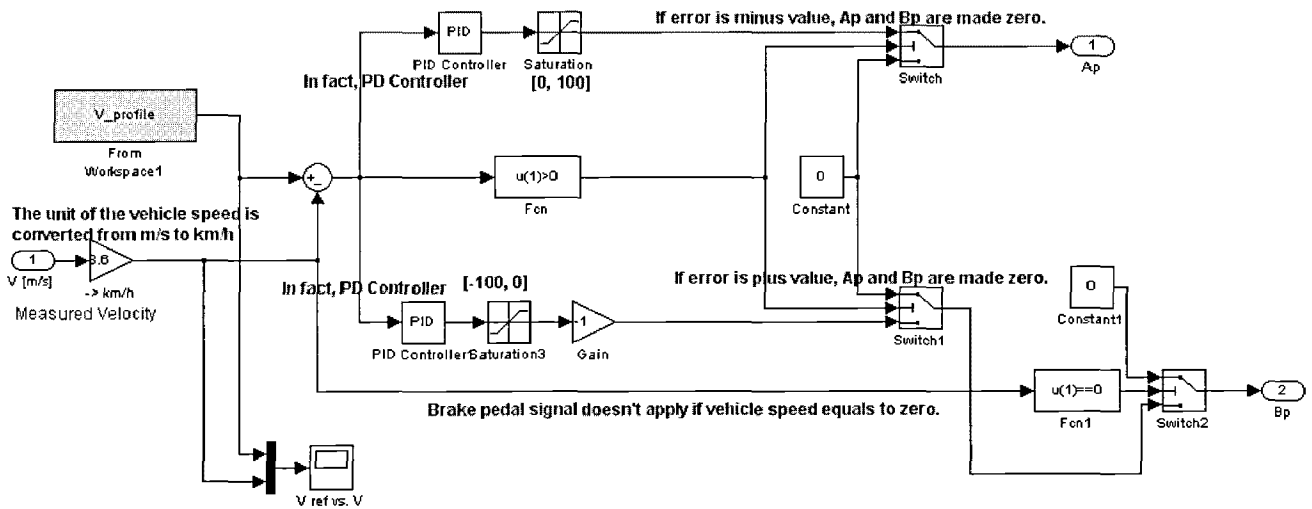 If error is minus value, Ap and Bp are made zero.
PID
PID Controller
Saturation
[0, 100]
Switch
1
Ap
In fact, PD Controller
V_profile
From
Workspace1
+
-
u(1)>0
Fcn
0
Constant
The unit of the vehicle speed is
converted from m/s to km/h
1
V [m/s]
3.6
-> km/h
Measured Velocity
In fact, PD Controller
[-100, 0]
If error is plus value, Ap and Bp are made zero.
0
Constant1
PID
PID Controller1
Saturation3
-1
Gain
Switch1
Brake pedal signal doesn't apply if vehicle speed equals to zero.
u(1)==0
Fcn1
Switch2
2
Bp
V ref vs. V